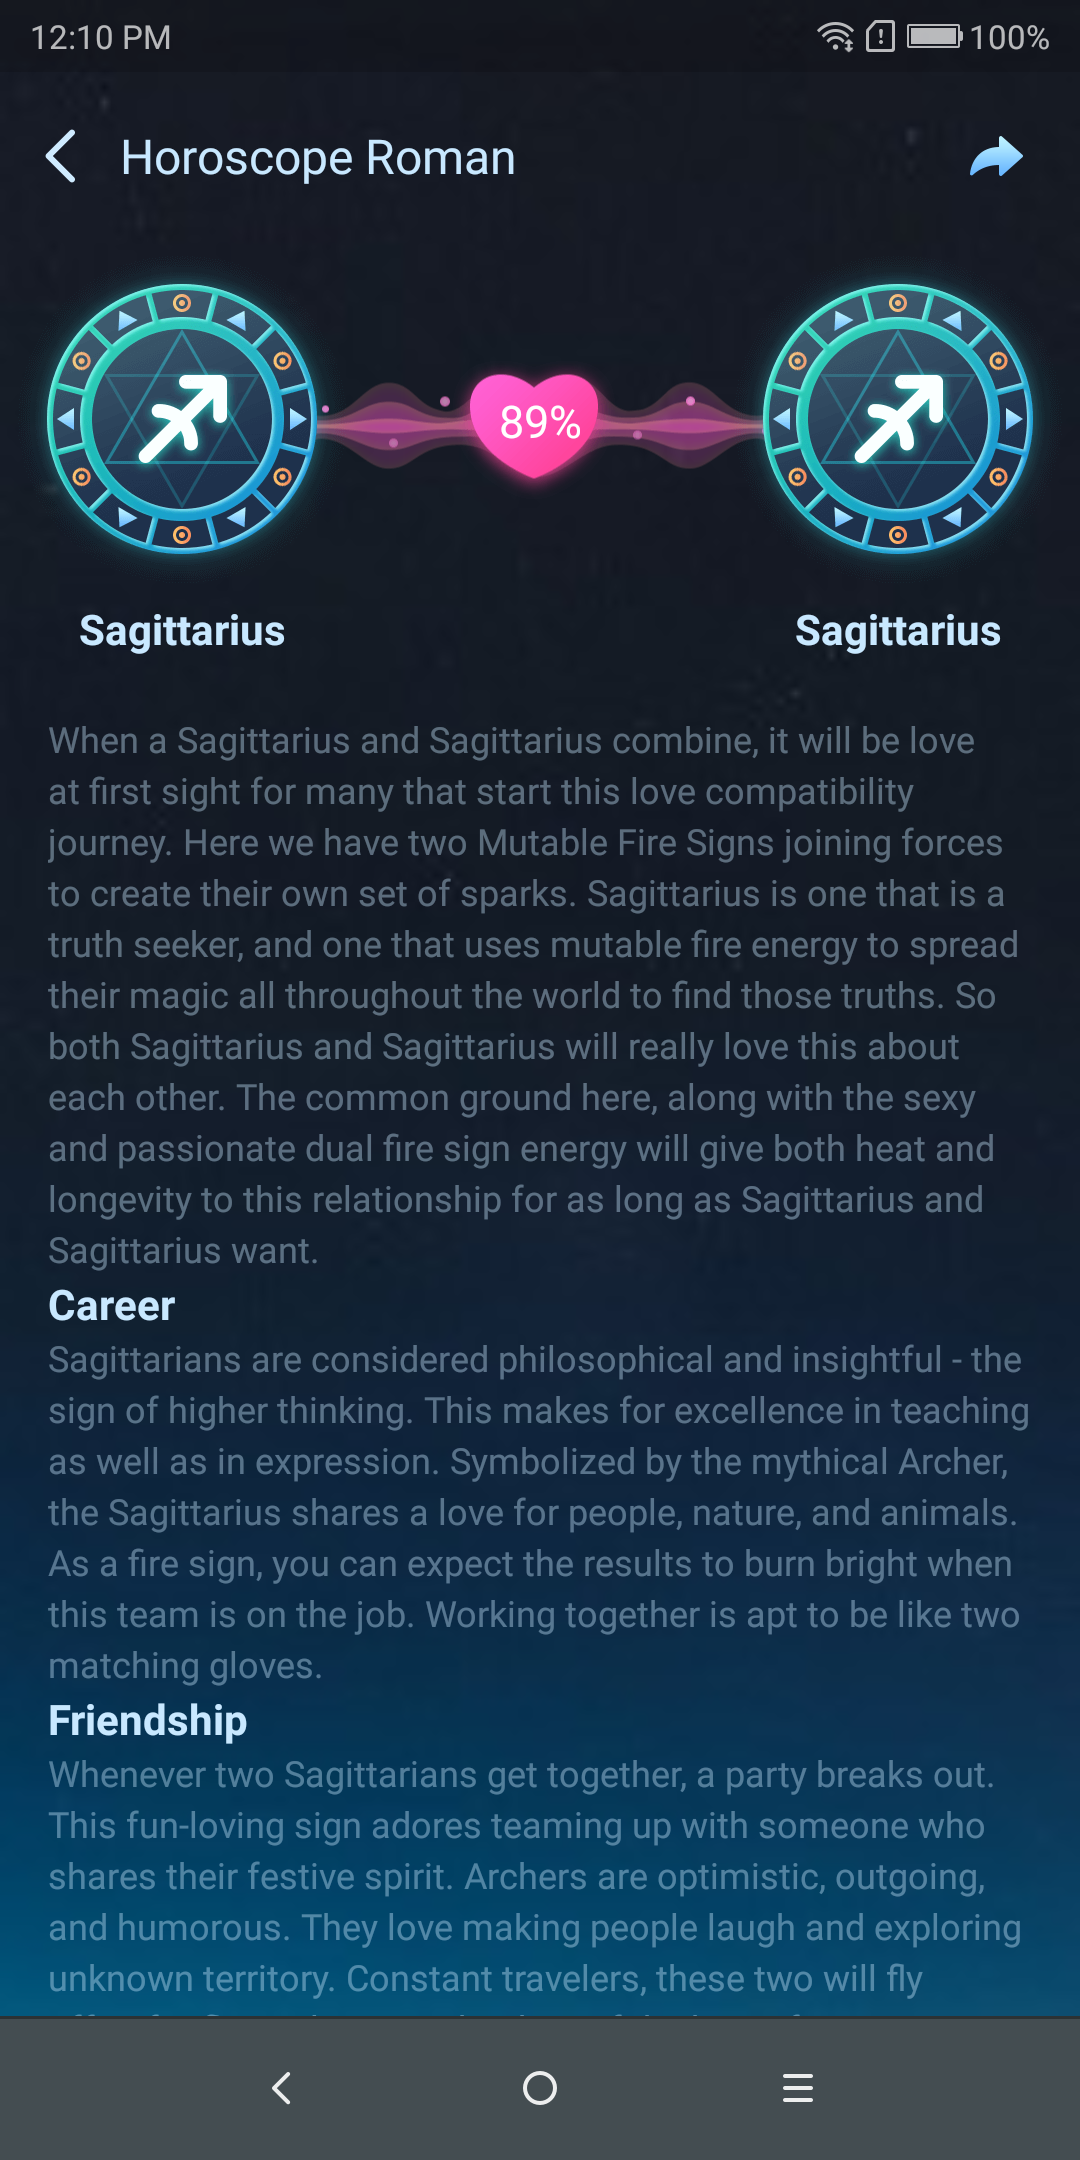 12:10 PM
100%
Horoscope Roman
89%
Sagittarius
Sagittarius
When a Sagittarius and Sagittarius combine, it will be love
at first sight for many that start this love compatibility
journey. Here we have two Mutable Fire Signs joining forces
to create their own set of sparks. Sagittarius is one that is a
truth seeker, and one that uses mutable fire energy to spread
their magic all throughout the world to find those truths. So
both Sagittarius and Sagittarius will really love this about
each other. The common ground here, along with the sexy
and passionate dual fire sign energy will give both heat and
longevity to this relationship for as long as Sagittarius and
Sagittarius want.
Career
Sagittarians are considered philosophical and insightful - the
sign of higher thinking. This makes for excellence in teaching
as well as in expression. Symbolized by the mythical Archer,
the Sagittarius shares a love for people, nature, and animals.
As a fire sign, you can expect the results to burn bright when
this team is on the job. Working together is apt to be like two
matching gloves.
Friendship
Whenever two Sagittarians get together, a party breaks out.
This fun-loving sign adores teaming up with someone who
shares their festive spirit. Archers are optimistic, outgoing,
and humorous. They love making people laugh and exploring
unknown territory. Constant travelers, these two will fly